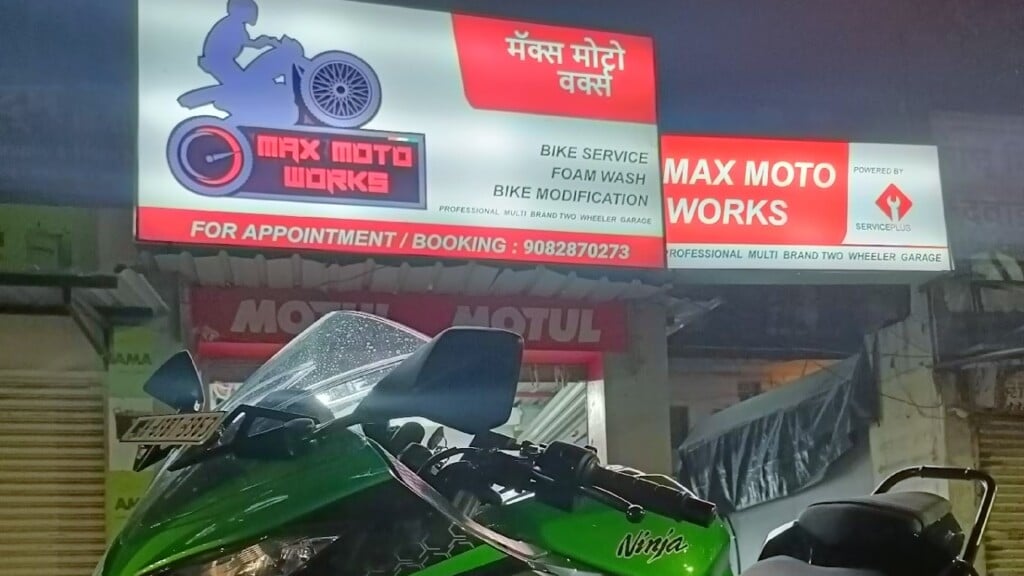 मॅक्स मोटो
वर्क्स
MAX MOTO
WORKS
BIKE SERVICE
FOAM WASH
BIKE MODIFICATION
PROFESSIONAL MULTI BRAND TWO WHEELER GARAGE
FOR APPOINTMENT / BOOKING : 9082870273
MAX MOTO
WORKS
POWERED BY
SERVICEPLUS
PROFESSIONAL MULTI BRAND TWO WHEELER GARAGE
MOTUL
MOTUL
Ninja